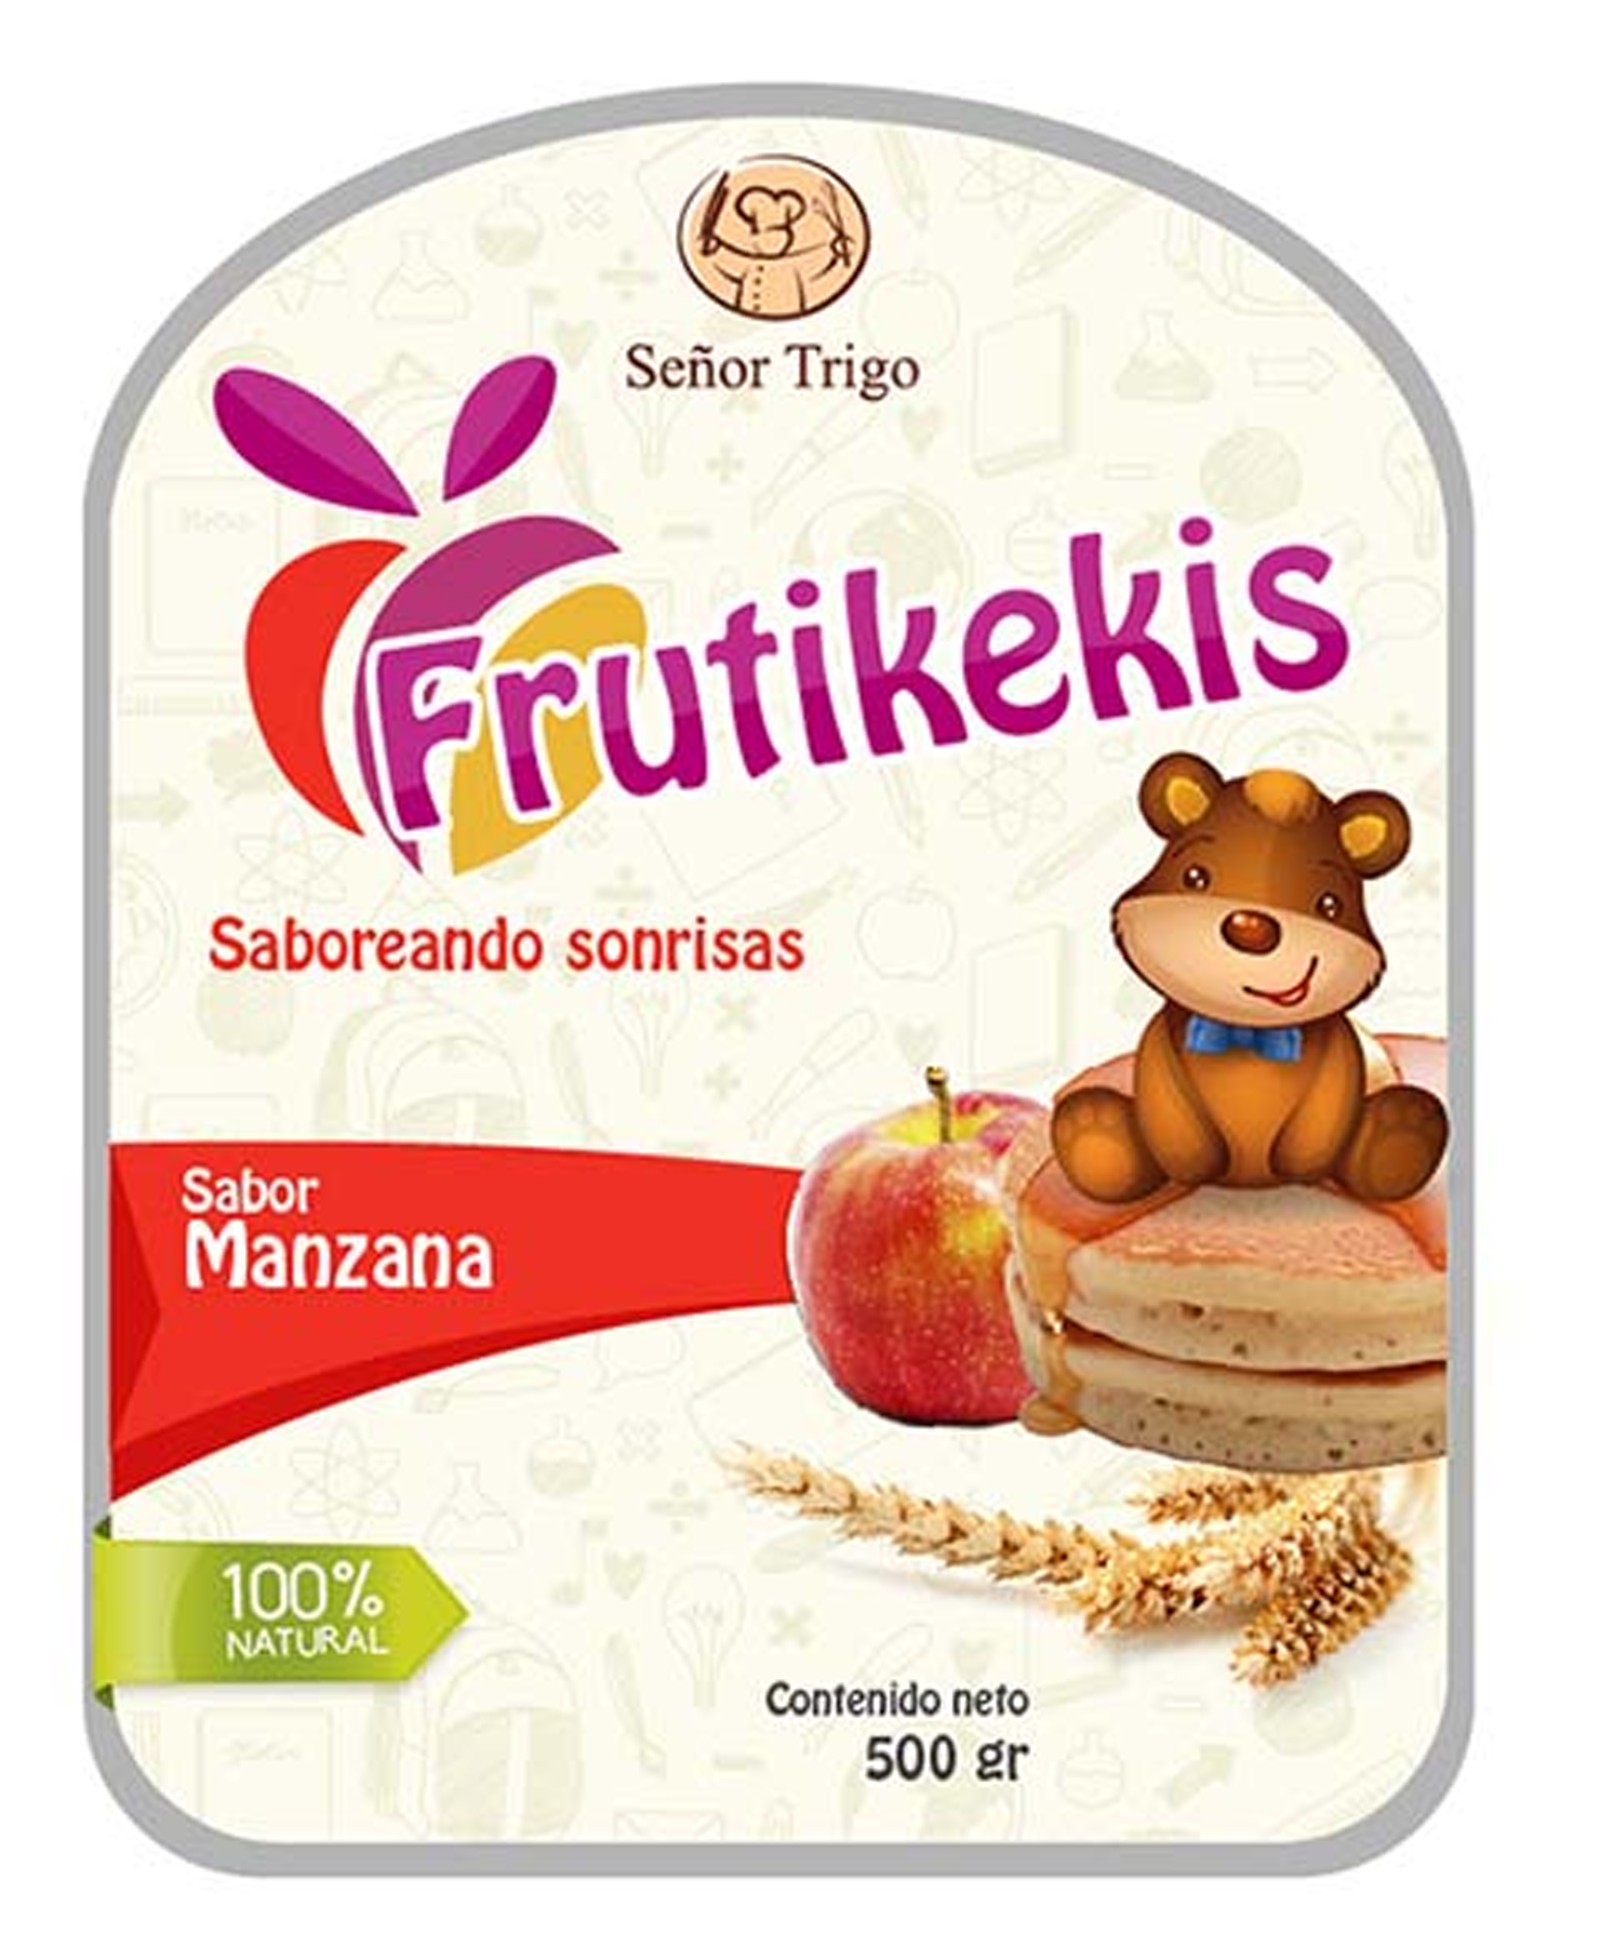 Señor Trigo
Frutikekis
Saboreando sonrisas
Sabor
Manzana
100%
NATURAL
Contenido neto
500 gr